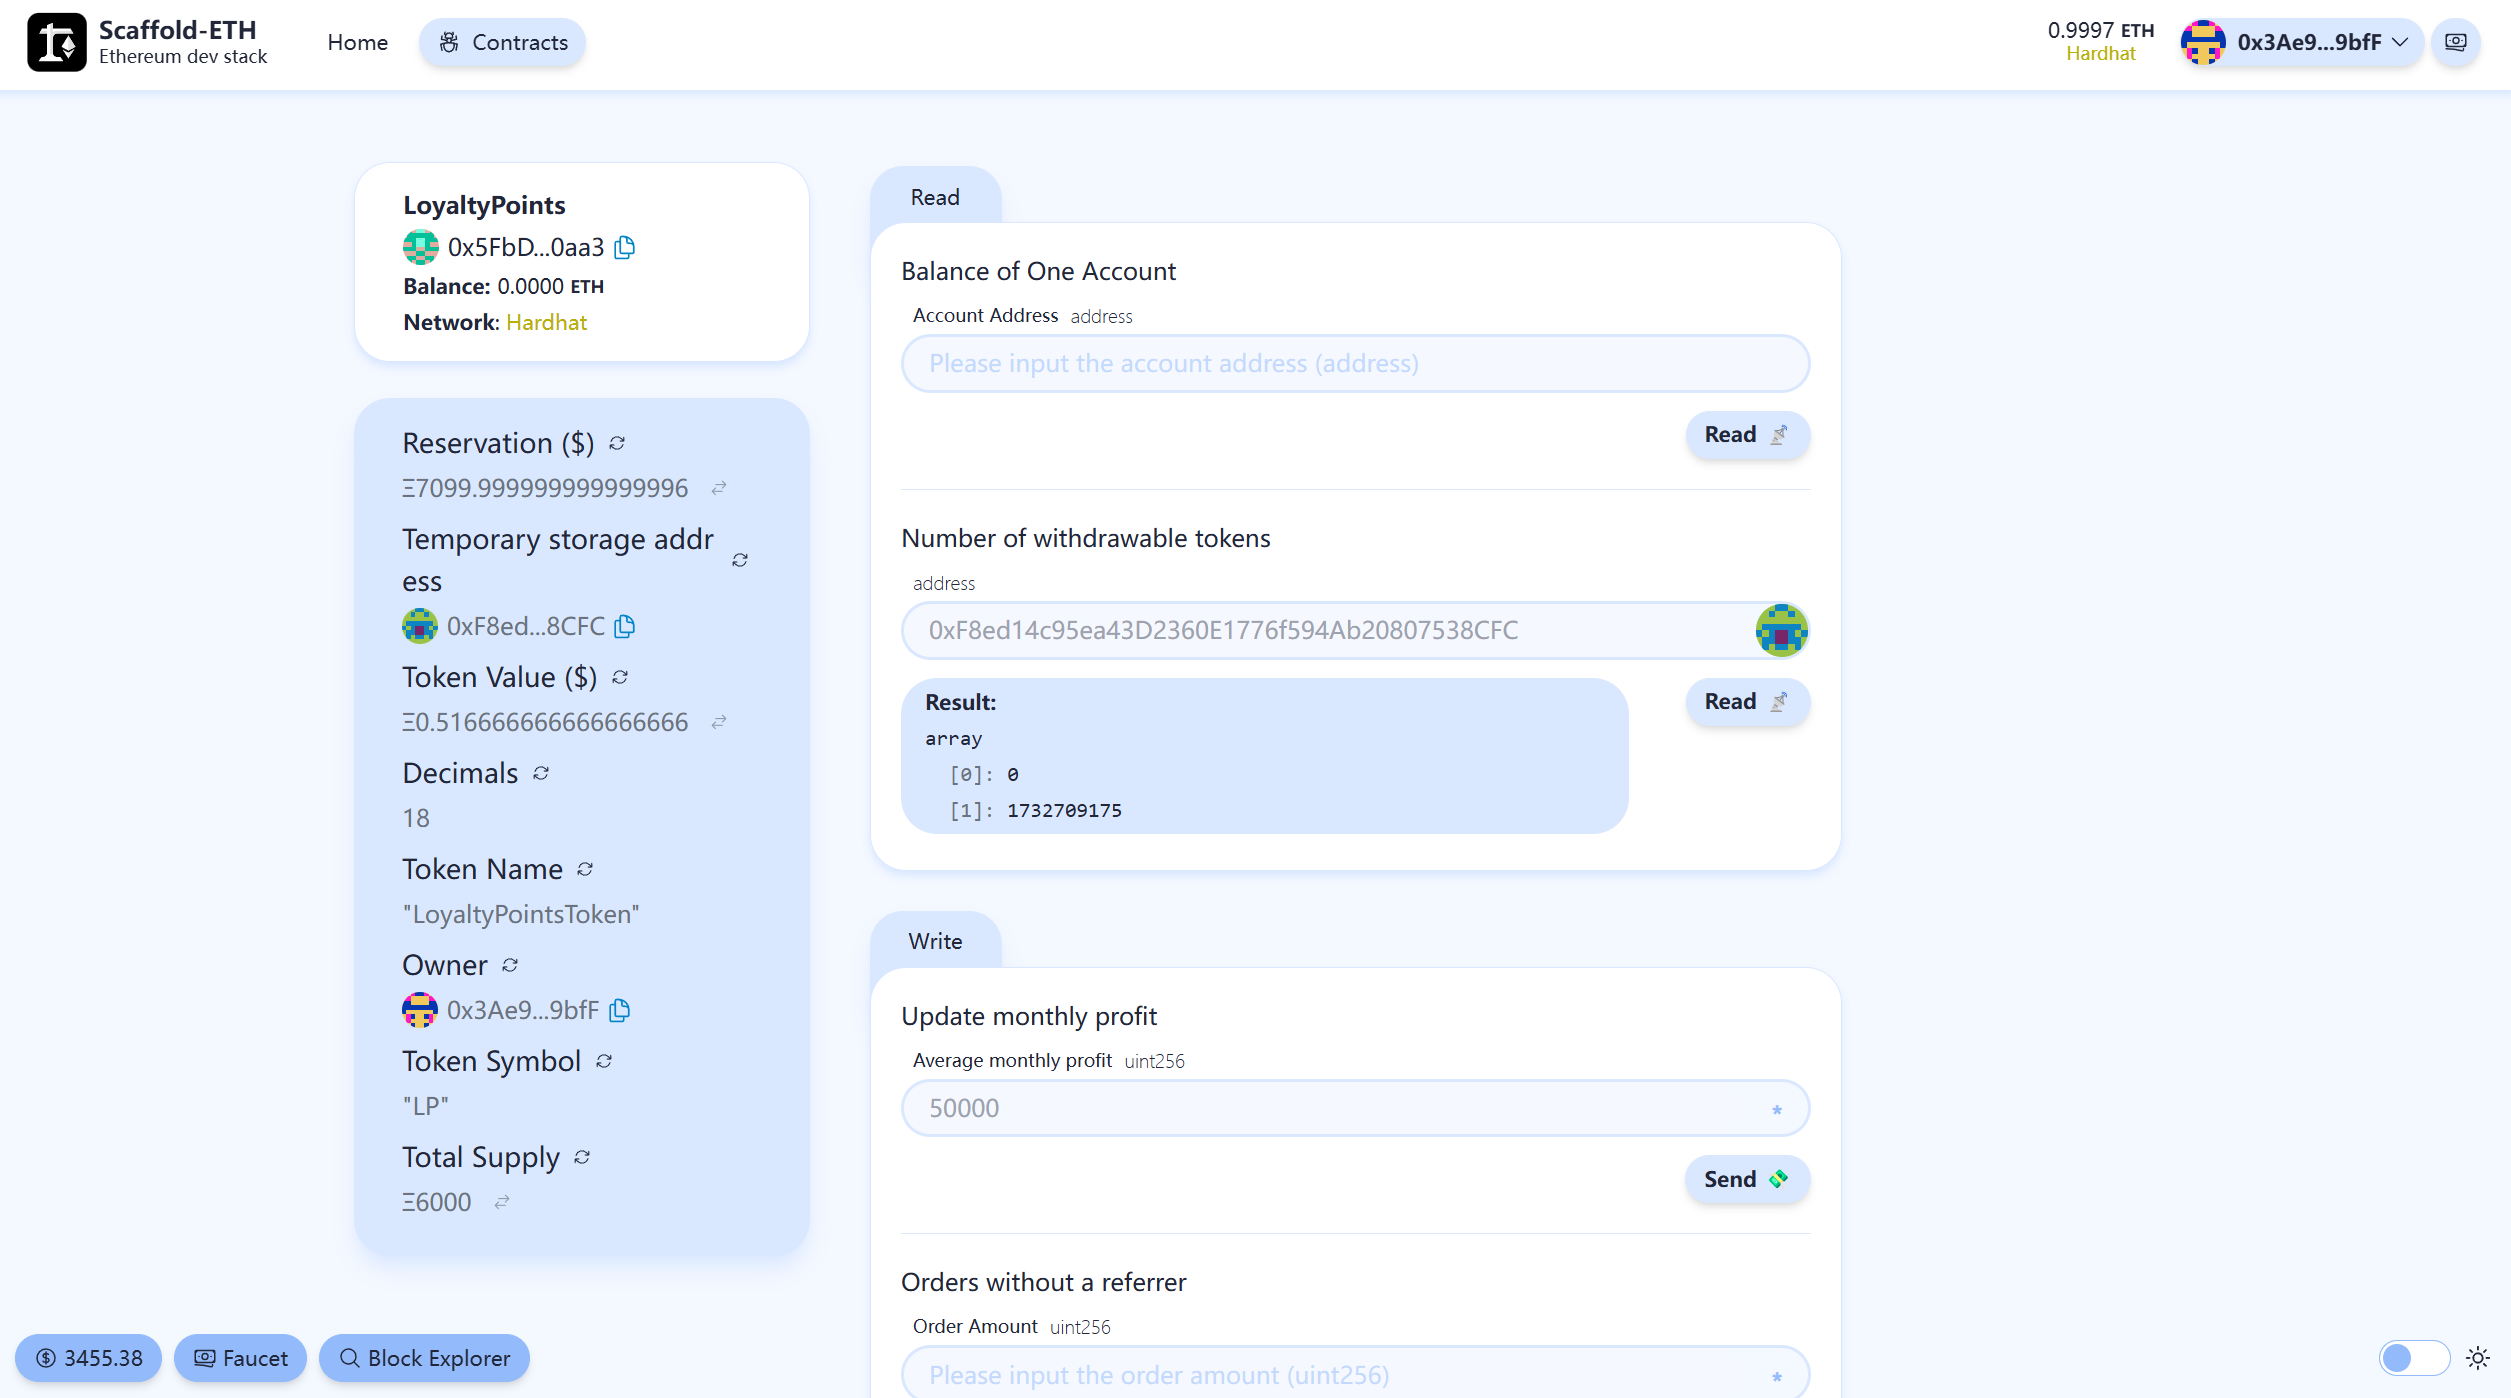 Scaffold-ETH
Ethereum dev stack
Home
Contracts
0.9997 ETH
Hardhat
0x3Ae9...9bfF
LoyaltyPoints
0x5FbD...0aa3
Balance: 0.0000 ETH
Network: Hardhat
Reservation ($)
Ξ7099.999999999999996
Temporary storage addr
ess
0xF8ed...8CFC
Token Value ($)
Ξ0.516666666666666666
Decimals
18
Token Name
"LoyaltyPointsToken"
Owner
0x3Ae9...9bfF
Token Symbol
"LP"
Total Supply
Ξ6000
Read
Balance of One Account
Account Address address
Please input the account address (address)
Read
Number of withdrawable tokens
address
0xF8ed14c95ea43D2360E1776f594Ab20807538CFC
Result:
array
[0]: 0
[1]: 1732709175
Read
Write
Update monthly profit
Average monthly profit uint256
50000 *
Send
Orders without a referrer
Order Amount uint256
Please input the order amount (uint256) *
3455.38
Faucet
Block Explorer